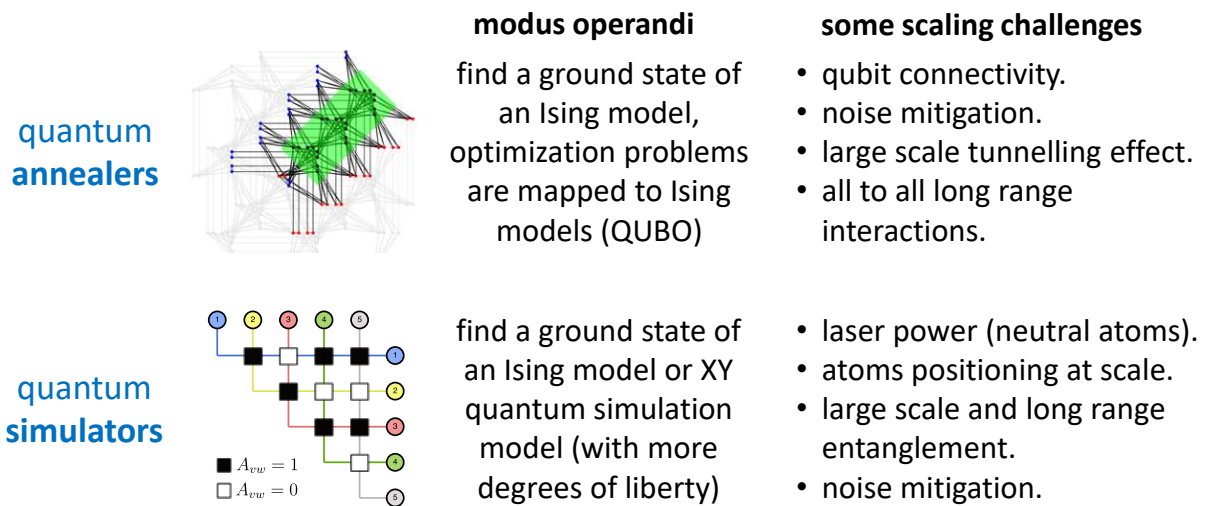 modus operandi
some scaling challenges
quantum
annealers
find a ground state of
an Ising model,
optimization problems
are mapped to Ising
models (QUBO)
• qubit connectivity.
• noise mitigation.
• large scale tunnelling effect.
• all to all long range
interactions.
quantum
simulators
1 2 3 4 5
1
2
3
4
5
■ A_{vw} = 1
□ A_{vw} = 0
find a ground state of
an Ising model or XY
quantum simulation
model (with more
degrees of liberty)
• laser power (neutral atoms).
• atoms positioning at scale.
• large scale and long range
entanglement.
• noise mitigation.